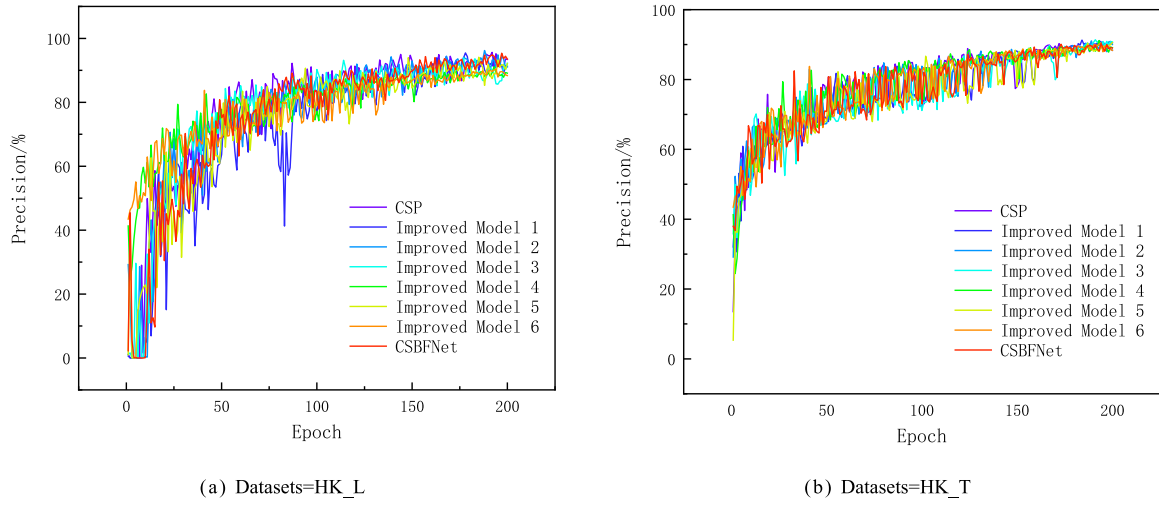 100
80
60
40
20
0
Precision/%
CSP
Improved Model 1
Improved Model 2
Improved Model 3
Improved Model 4
Improved Model 5
Improved Model 6
CSBFNet
0 50 100 150 200
Epoch
(a) Datasets=HK_L
100
80
60
40
20
0
Precision/%
CSP
Improved Model 1
Improved Model 2
Improved Model 3
Improved Model 4
Improved Model 5
Improved Model 6
CSBFNet
0 50 100 150 200
Epoch
(b) Datasets=HK_T